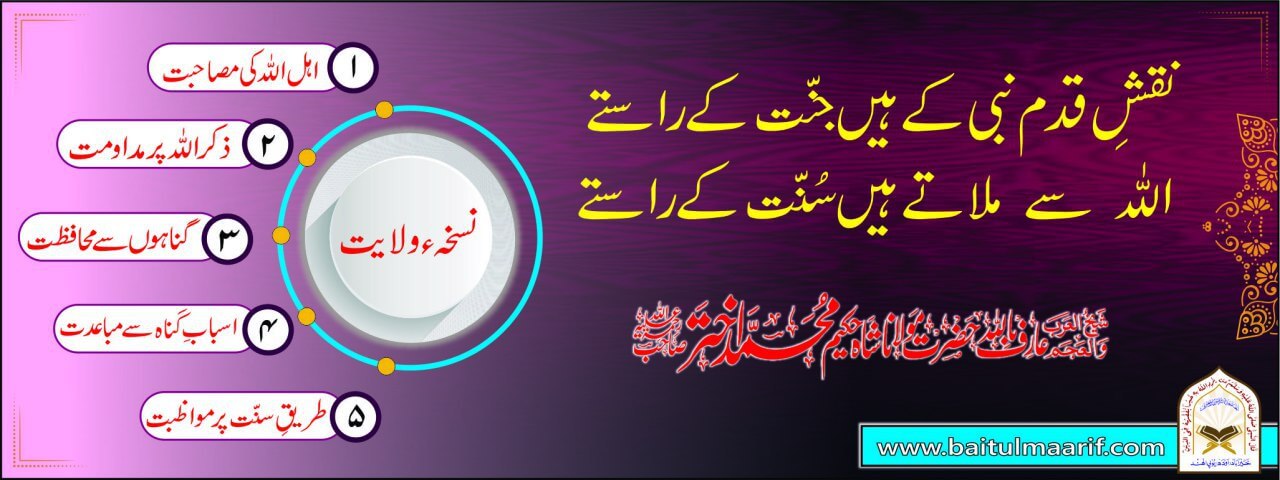 نقشِ قدم نبی کے ہیں جنّت کے راستے
اللہ سے ملاتے ہیں سُنّت کے راستے
شیخ العرب والعجم عارف باللہ حضرت مولانا شاہ حکیم محمد اختر صاحب
نسخہء ولایت
۱ اہل اللہ کی مصاحبت
۲ ذکر اللہ پر مداومت
۳ گناہوں سے محافظت
۴ اسبابِ گناہ سے مباعدت
۵ طریقِ سنّت پر مواظبت
www.baitulmaarif.com